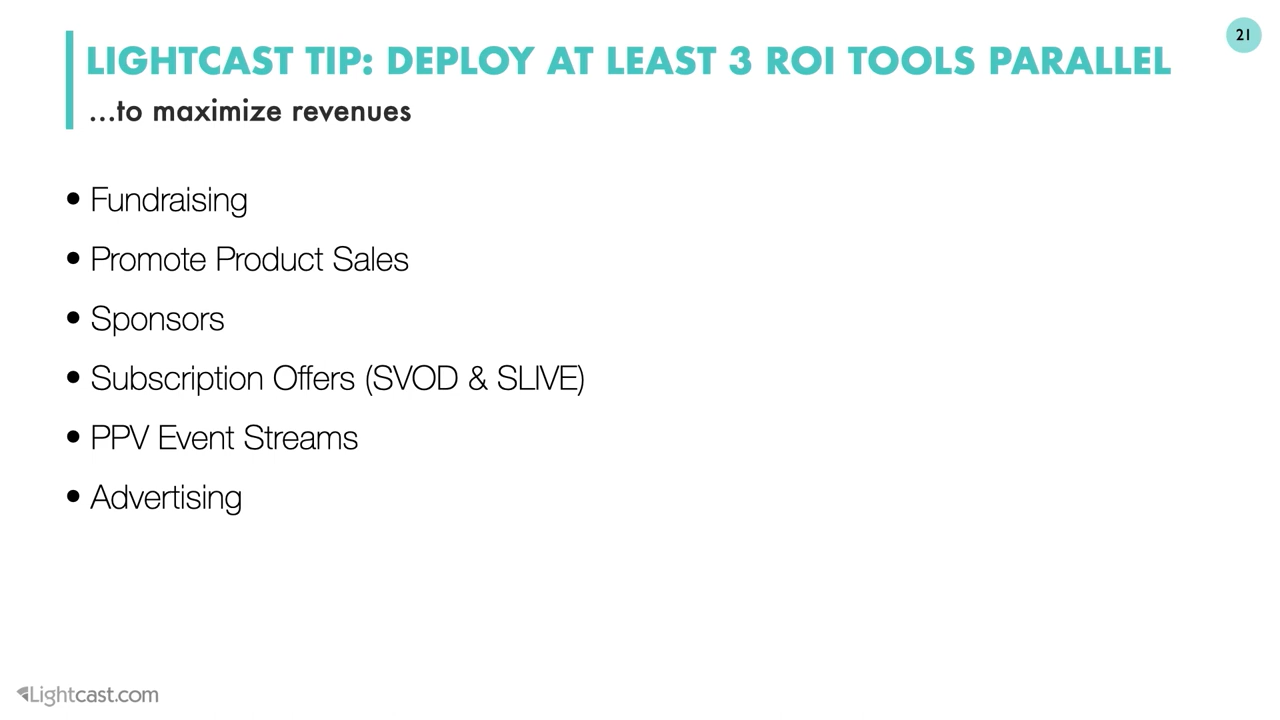 21
LIGHTCAST TIP: DEPLOY AT LEAST 3 ROI TOOLS PARALLEL
...to maximize revenues
• Fundraising
• Promote Product Sales
• Sponsors
• Subscription Offers (SVOD & SLIVE)
• PPV Event Streams
• Advertising
Lightcast.com